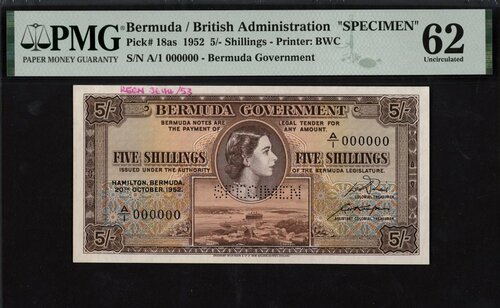 PMG
PAPER MONEY GUARANTY
Bermuda / British Administration "SPECIMEN"
Pick# 18as 1952 5/- Shillings - Printer: BWC
S/N A/1 000000 - Bermuda Government
62
Uncirculated
BERMUDA GOVERNMENT
BERMUDA NOTES ARE LEGAL TENDER FOR
THE PAYMENT OF ANY AMOUNT.
A/1 000000
FIVE SHILLINGS FIVE SHILLINGS
ISSUED UNDER THE AUTHORITY OF THE BERMUDA LEGISLATURE.
HAMILTON, BERMUDA.
20TH OCTOBER, 1952.
SPECIMEN
A/1 000000
COLONIAL TREASURER
5/- 5/-